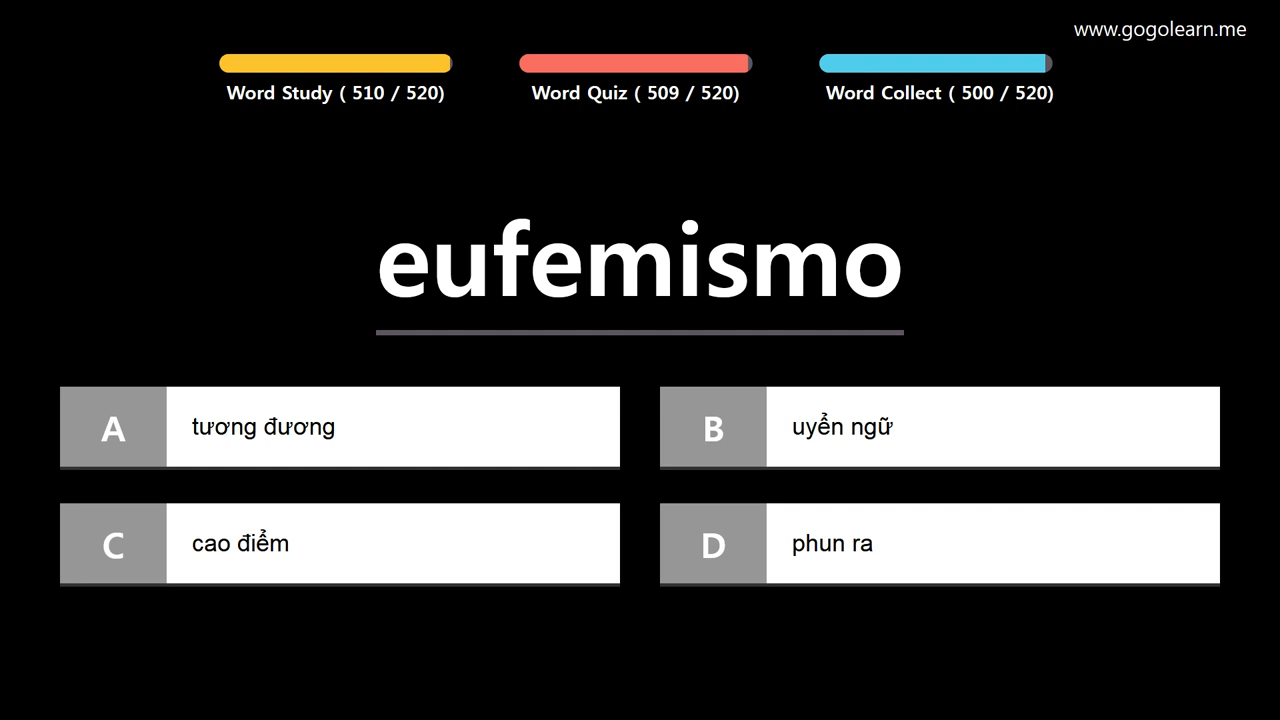 www.gogolearn.me
Word Study ( 510 / 520)
Word Quiz ( 509 / 520)
Word Collect ( 500 / 520)
eufemismo
A
tương đương
B
uyển ngữ
C
cao điểm
D
phun ra